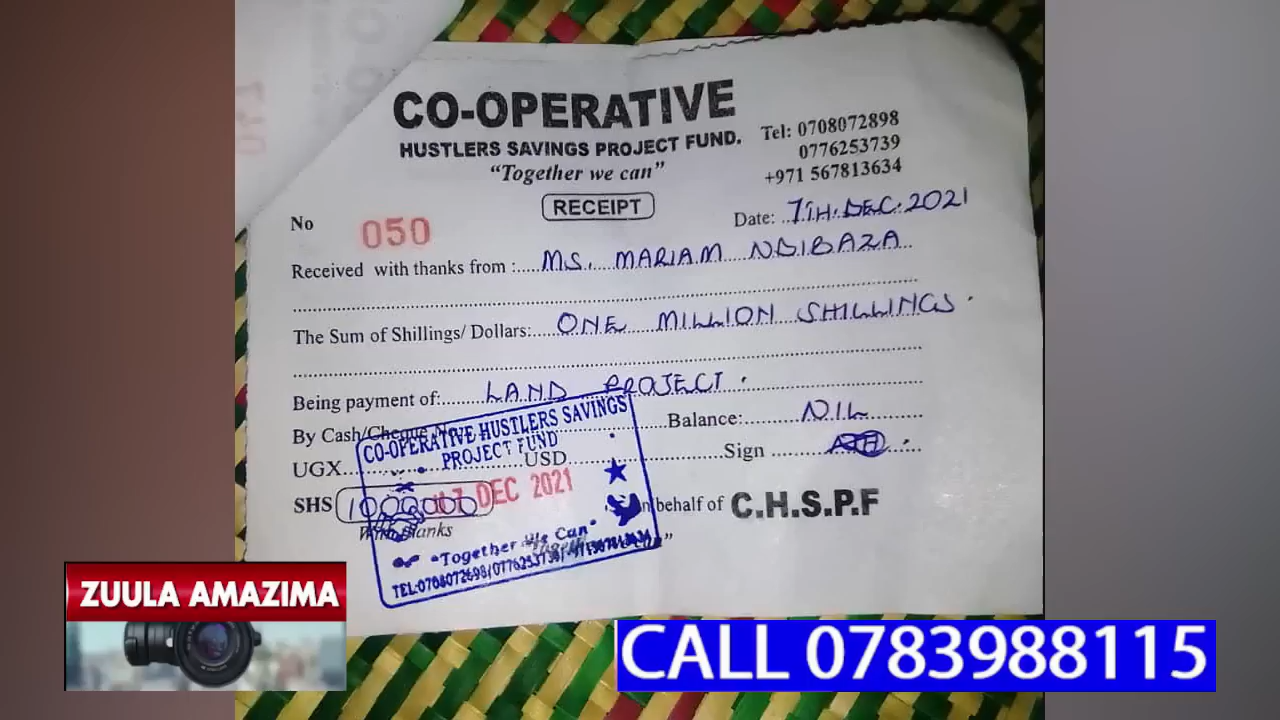 CO-OPERATIVE
HUSTLERS SAVINGS PROJECT FUND.
"Together we can"
Tel: 0708072898
0776253739
+971 567813634
RECEIPT
No 050
Date: 7TH. DEC. 2021
Received with thanks from : MS. MARIAM NDIBAZA
The Sum of Shillings/ Dollars: ONE MILLION SHILLINGS.
Being payment of: LAND PROJECT.
By Cash/Cheque No
Balance: NIL
UGX
USD
Sign
SHS 1000000
With thanks
behalf of C.H.S.P.F
CO-OPERATIVE HUSTLERS SAVINGS
PROJECT FUND
DEC 2021
"Together We Can"
ZUULA AMAZIMA
CALL 0783988115